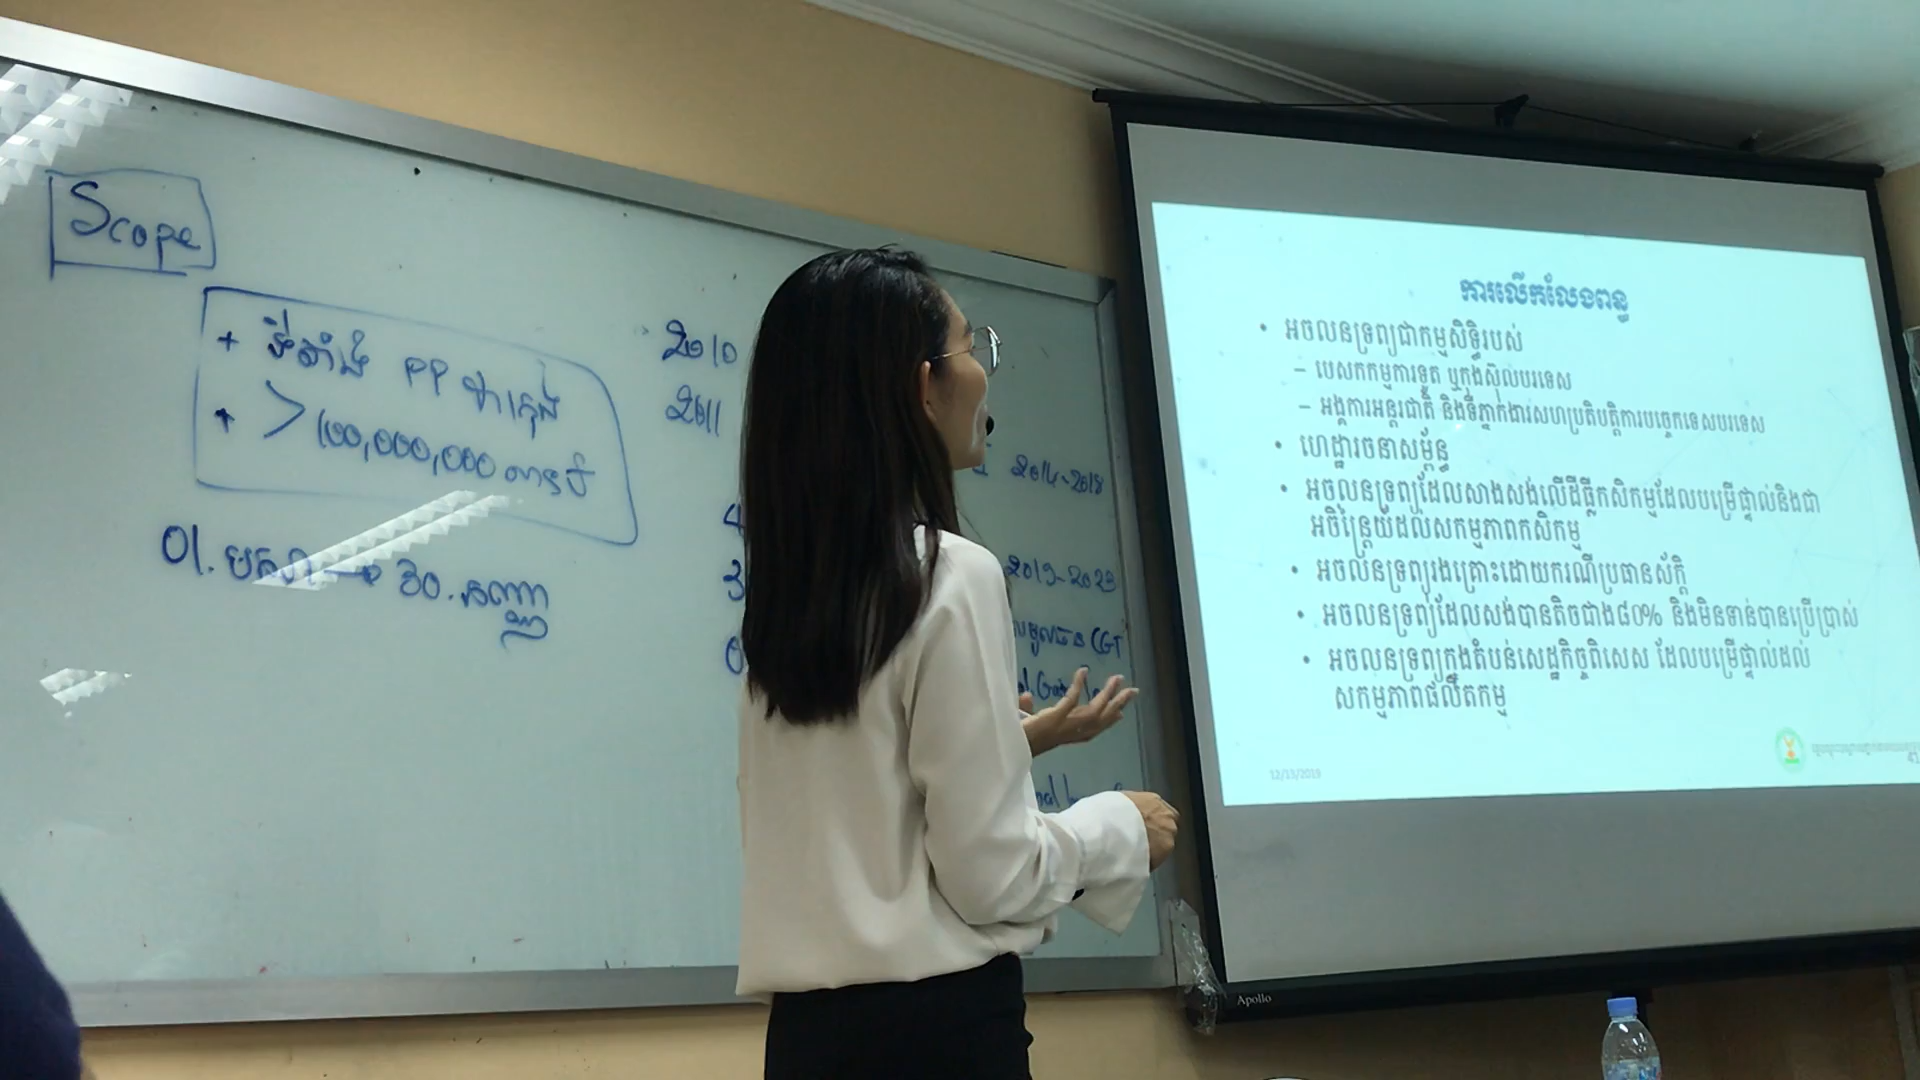 Scope
+ ទីតាំង PP
+ > 100,000,000
01. → 30. កញ្ញា
2010
2011
2014-2018
2019-2023
ការលើកលែងពន្ធ
• អចលនទ្រព្យជាកម្មសិទ្ធិរបស់
– បេសកកម្មការទូត ឬកុងស៊ុលបរទេស
– អង្គការអន្តរជាតិ និងទីភ្នាក់ងារសហប្រតិបត្តិការបច្ចេកទេសបរទេស
• ហេដ្ឋារចនាសម្ព័ន្ធ
• អចលនទ្រព្យដែលសាងសង់លើដីធ្លីកសិកម្មដែលបម្រើផ្ទាល់និងជា
អចិន្ត្រៃយ៍ដល់សកម្មភាពកសិកម្ម
• អចលនទ្រព្យរងគ្រោះដោយករណីប្រធានស័ក្តិ
• អចលនទ្រព្យដែលសង់បានតិចជាង៨០% និងមិនទាន់បានប្រើប្រាស់
• អចលនទ្រព្យក្នុងតំបន់សេដ្ឋកិច្ចពិសេស ដែលបម្រើផ្ទាល់ដល់
សកម្មភាពផលិតកម្ម
12/13/2019
Apollo